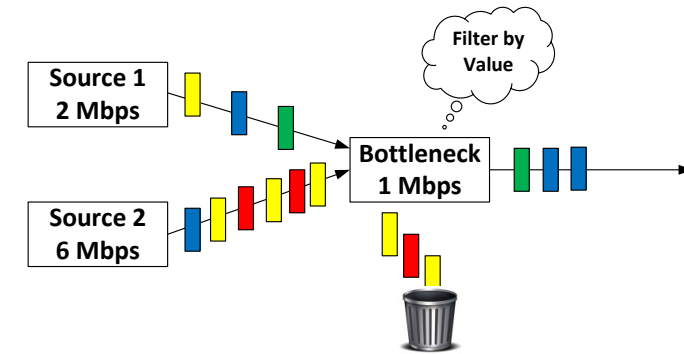 Filter by
Value
Source 1
2 Mbps
Bottleneck
1 Mbps
Source 2
6 Mbps